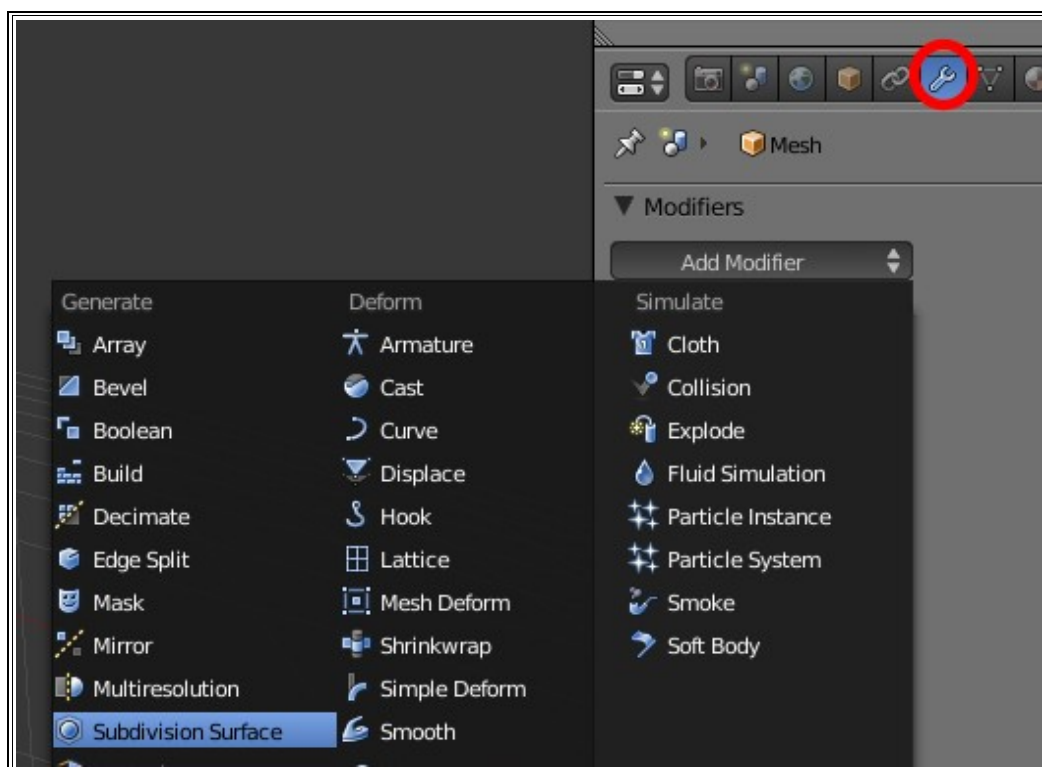 Mesh
Modifiers
Add Modifier
Generate
Array
Bevel
Boolean
Build
Decimate
Edge Split
Mask
Mirror
Multiresolution
Subdivision Surface
Deform
Armature
Cast
Curve
Displace
Hook
Lattice
Mesh Deform
Shrinkwrap
Simple Deform
Smooth
Simulate
Cloth
Collision
Explode
Fluid Simulation
Particle Instance
Particle System
Smoke
Soft Body